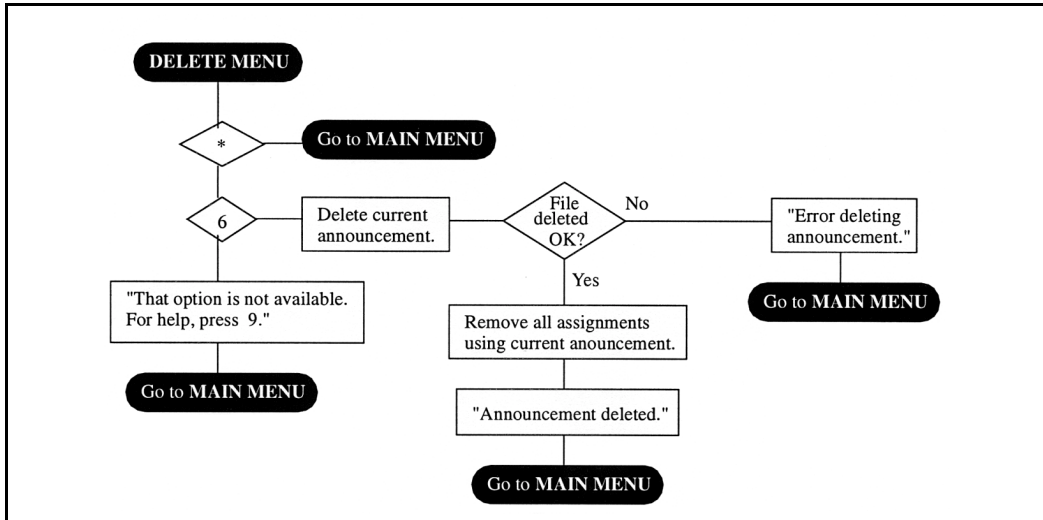 DELETE MENU
*
Go to MAIN MENU
6
Delete current
announcement.
File
deleted
OK?
No
"Error deleting
announcement."
Go to MAIN MENU
Yes
"That option is not available.
For help, press 9."
Go to MAIN MENU
Remove all assignments
using current anouncement.
"Announcement deleted."
Go to MAIN MENU